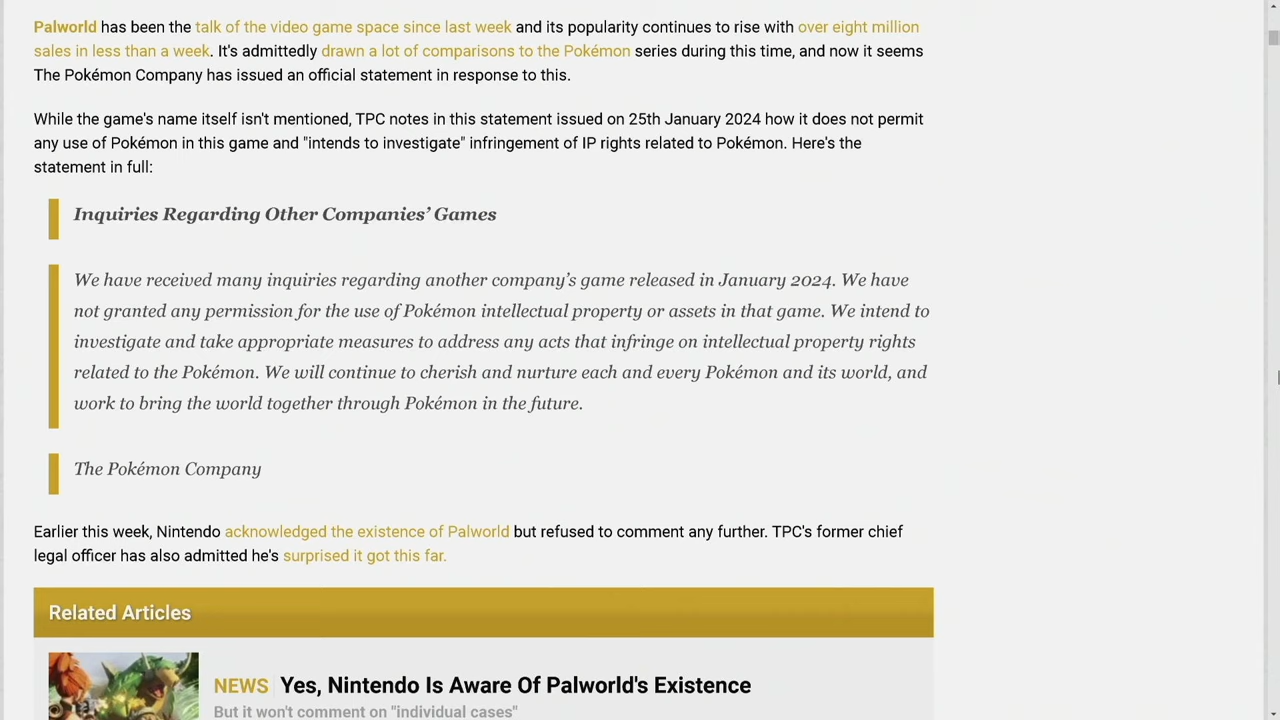 Palworld has been the talk of the video game space since last week and its popularity continues to rise with over eight million
sales in less than a week. It's admittedly drawn a lot of comparisons to the Pokémon series during this time, and now it seems
The Pokémon Company has issued an official statement in response to this.
While the game's name itself isn't mentioned, TPC notes in this statement issued on 25th January 2024 how it does not permit
any use of Pokémon in this game and "intends to investigate" infringement of IP rights related to Pokémon. Here's the
statement in full:
Inquiries Regarding Other Companies’ Games
We have received many inquiries regarding another company’s game released in January 2024. We have
not granted any permission for the use of Pokémon intellectual property or assets in that game. We intend to
investigate and take appropriate measures to address any acts that infringe on intellectual property rights
related to the Pokémon. We will continue to cherish and nurture each and every Pokémon and its world, and
work to bring the world together through Pokémon in the future.
The Pokémon Company
Earlier this week, Nintendo acknowledged the existence of Palworld but refused to comment any further. TPC's former chief
legal officer has also admitted he's surprised it got this far.
Related Articles
NEWS Yes, Nintendo Is Aware Of Palworld's Existence
But it won't comment on "individual cases"